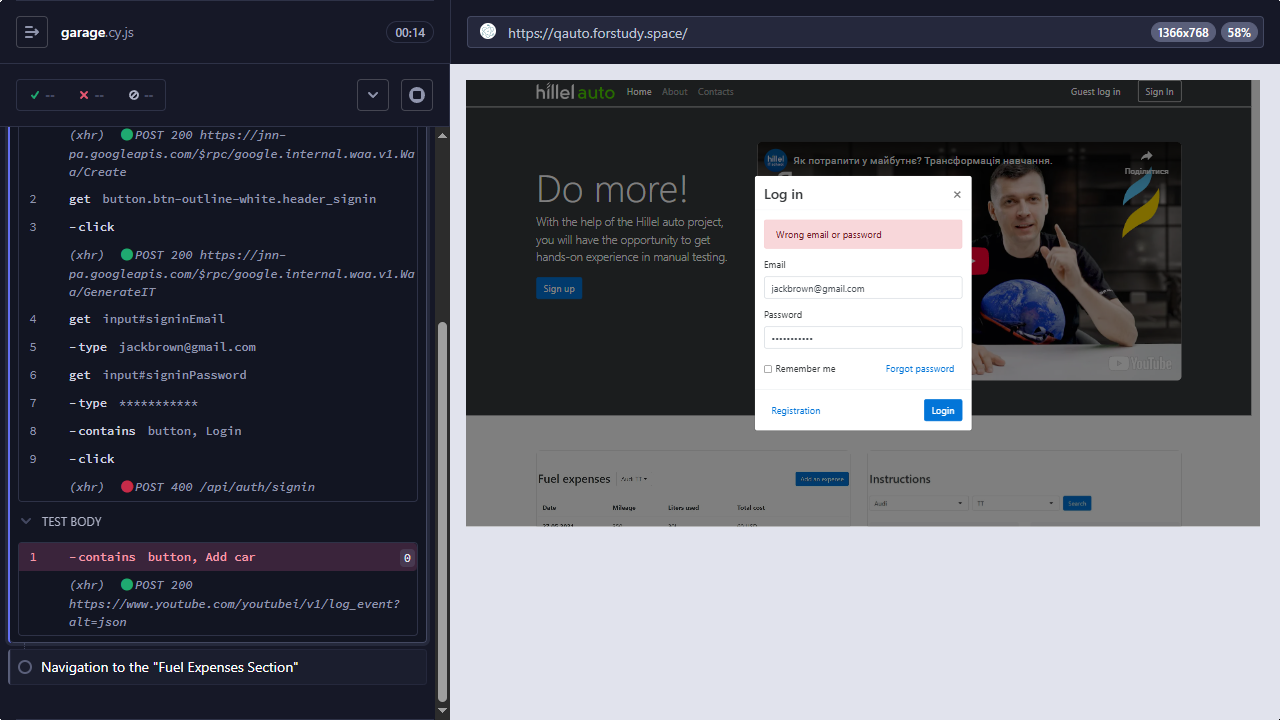 garage.cy.js
00:14
https://qauto.forstudy.space/
1366x768
58%
--
--
--
(xhr) POST 200 https://jnn-
pa.googleapis.com/$rpc/google.internal.waa.v1.Wa
a/Create
2 get button.btn-outline-white.header_signin
3 -click
(xhr) POST 200 https://jnn-
pa.googleapis.com/$rpc/google.internal.waa.v1.Wa
a/GenerateIT
4 get input#signinEmail
5 -type jackbrown@gmail.com
6 get input#signinPassword
7 -type ***********
8 -contains button, Login
9 -click
(xhr) POST 400 /api/auth/signin
TEST BODY
1 -contains button, Add car 0
(xhr) POST 200
https://www.youtube.com/youtubei/v1/log_event?
alt=json
Navigation to the "Fuel Expenses Section"
hillel auto
Home
About
Contacts
Guest log in
Sign In
Do more!
With the help of the Hillel auto project,
you will have the opportunity to get
hands-on experience in manual testing.
Sign up
hillel
Як потрапити у майбутнє? Трансформація навчання.
Поділитися
YouTube
Log in
×
Wrong email or password
Email
jackbrown@gmail.com
Password
•••••••••••
Remember me
Forgot password
Registration
Login
Fuel expenses
Audi TT
Add an expense
Date Mileage Liters used Total cost
Instructions
Audi
TT
Search